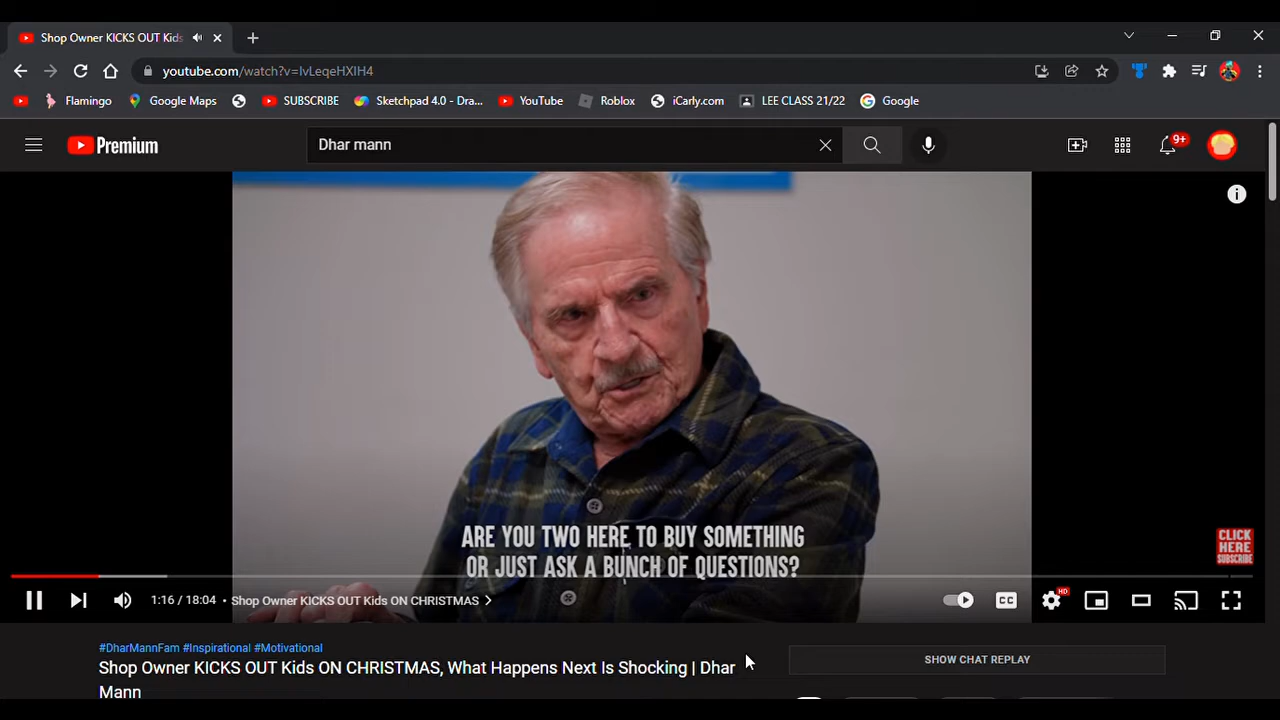 Shop Owner KICKS OUT Kids
youtube.com/watch?v=IvLeqeHXIH4
Flamingo Google Maps SUBSCRIBE Sketchpad 4.0 - Dra... YouTube Roblox iCarly.com LEE CLASS 21/22 Google
Premium Dhar mann 9+
ARE YOU TWO HERE TO BUY SOMETHING
OR JUST ASK A BUNCH OF QUESTIONS?
CLICK
HERE
SUBSCRIBE
1:16 / 18:04 • Shop Owner KICKS OUT Kids ON CHRISTMAS CC HD
#DharMannFam #Inspirational #Motivational
Shop Owner KICKS OUT Kids ON CHRISTMAS, What Happens Next Is Shocking | Dhar
Mann
SHOW CHAT REPLAY